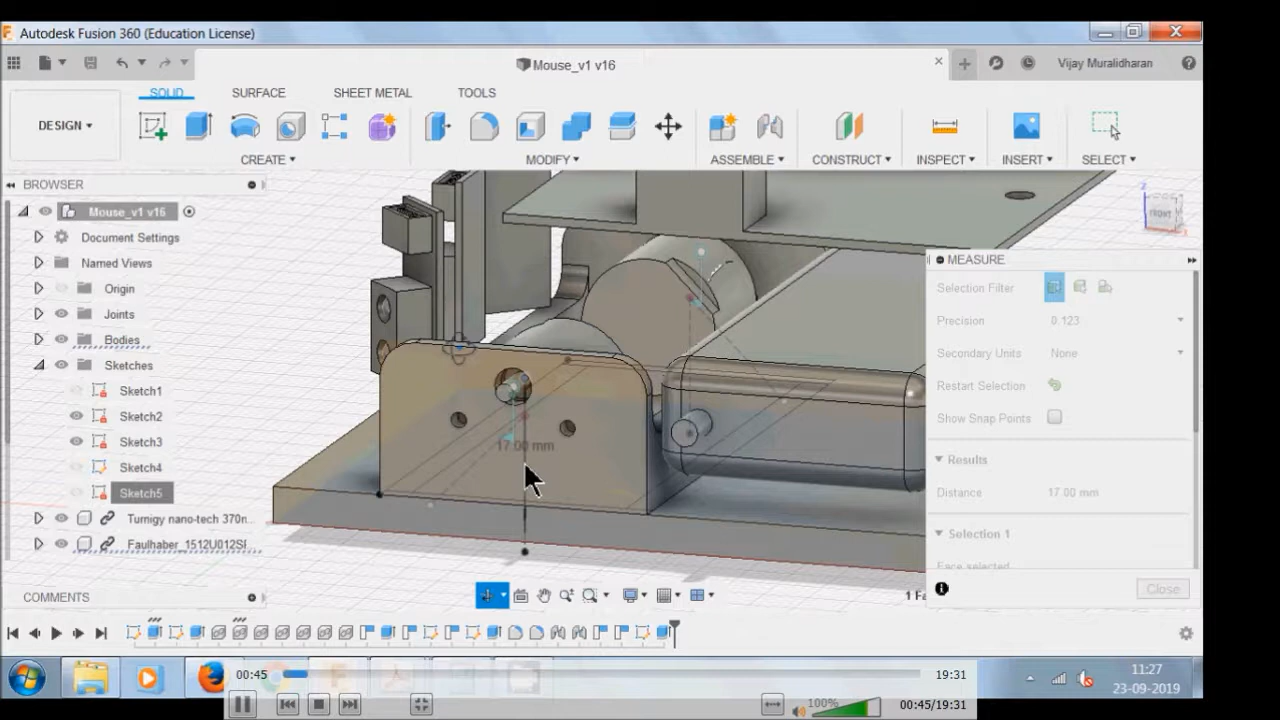 Autodesk Fusion 360 (Education License)
Mouse_v1 v16
Vijay Muralidharan
SOLID
SURFACE
SHEET METAL
TOOLS
DESIGN
CREATE
MODIFY
ASSEMBLE
CONSTRUCT
INSPECT
INSERT
SELECT
BROWSER
Mouse_v1 v16
Document Settings
Named Views
Origin
Joints
Bodies
Sketches
Sketch1
Sketch2
Sketch3
Sketch4
Sketch5
Turnigy nano-tech 370n...
Faulhaber_1512U012SF
COMMENTS
Z
FRONT
17.00 mm
MEASURE
Selection Filter
Precision
0.123
Secondary Units
None
Restart Selection
Show Snap Points
Results
Distance
17.00 mm
Selection 1
Face selected
Close
00:45
19:31
100%
00:45/19:31
11:27
23-09-2019